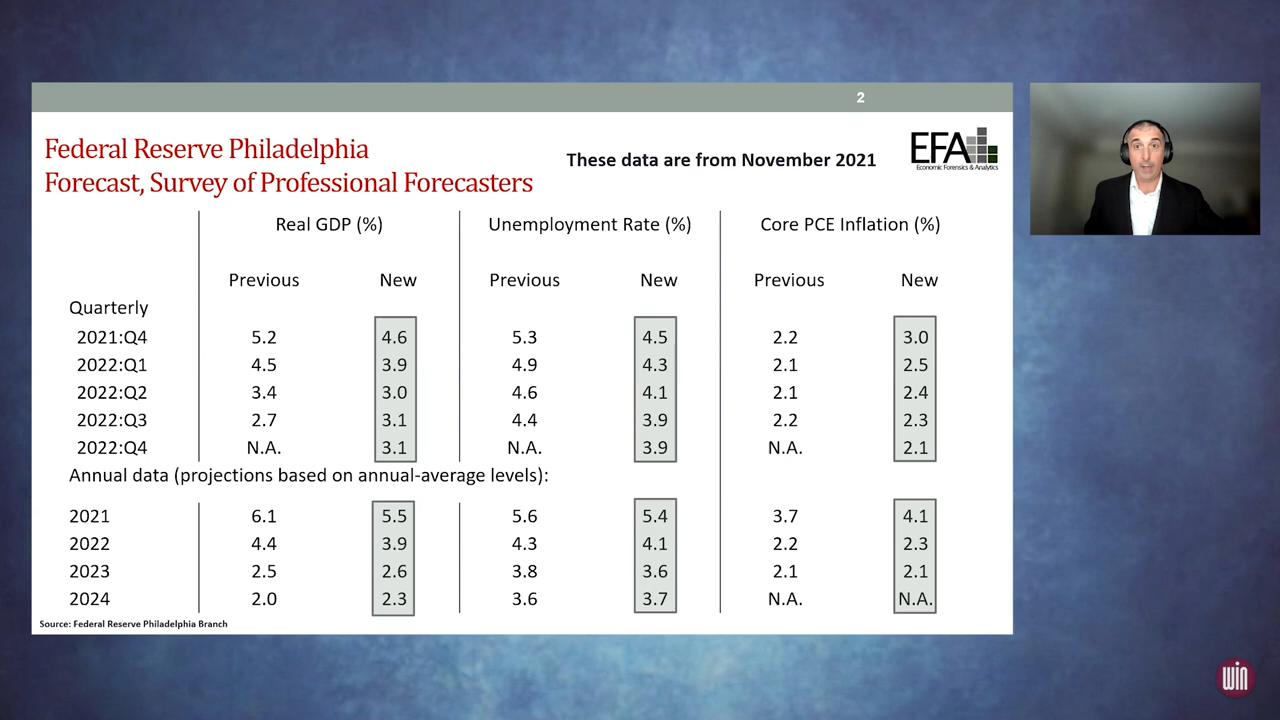 2
Federal Reserve Philadelphia
Forecast, Survey of Professional Forecasters
These data are from November 2021
EFA
Economic Forensics & Analytics
Real GDP (%) Unemployment Rate (%) Core PCE Inflation (%)
Previous New Previous New Previous New
Quarterly
2021:Q4 5.2 4.6 5.3 4.5 2.2 3.0
2022:Q1 4.5 3.9 4.9 4.3 2.1 2.5
2022:Q2 3.4 3.0 4.6 4.1 2.1 2.4
2022:Q3 2.7 3.1 4.4 3.9 2.2 2.3
2022:Q4 N.A. 3.1 N.A. 3.9 N.A. 2.1
Annual data (projections based on annual-average levels):
2021 6.1 5.5 5.6 5.4 3.7 4.1
2022 4.4 3.9 4.3 4.1 2.2 2.3
2023 2.5 2.6 3.8 3.6 2.1 2.1
2024 2.0 2.3 3.6 3.7 N.A. N.A.
Source: Federal Reserve Philadelphia Branch
win